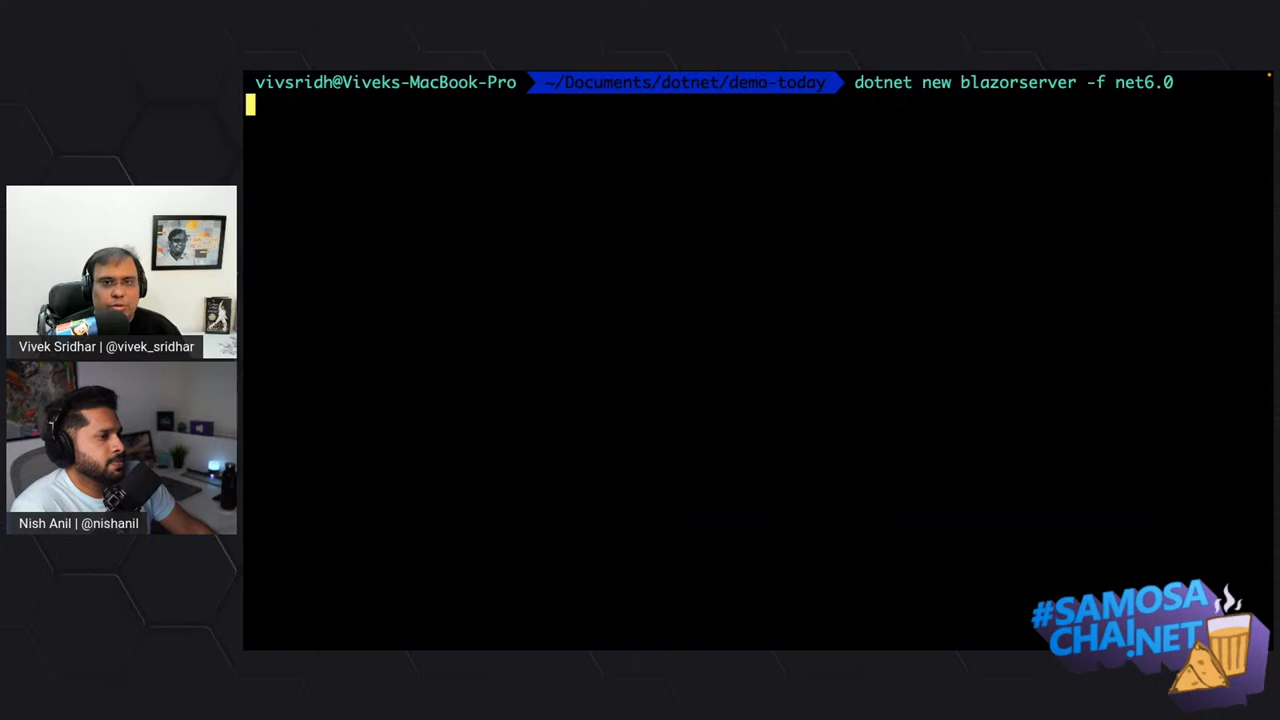 vivsridh@Viveks-MacBook-Pro ~/Documents/dotnet/demo-today dotnet new blazorserver -f net6.0
Vivek Sridhar | @vivek_sridhar
Nish Anil | @nishanil
#SAMOSA
CHAI.NET